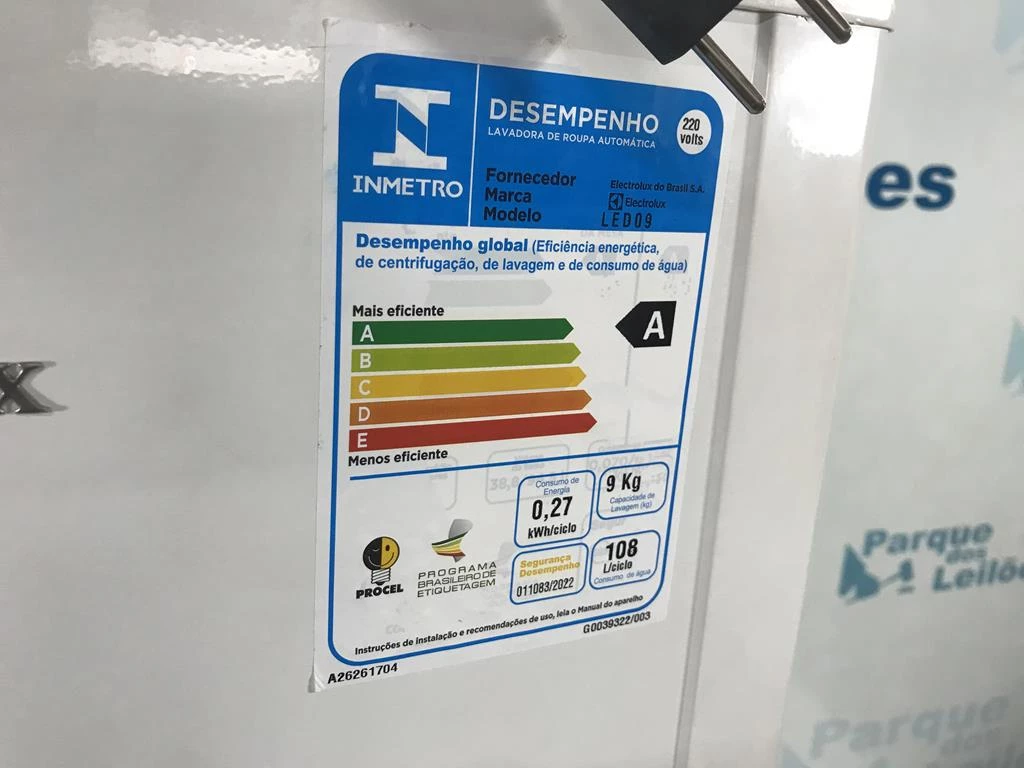 INMETRO
DESEMPENHO
LAVADORA DE ROUPA AUTOMÁTICA
220
volts
Fornecedor
Electrolux do Brasil S.A.
Marca
Electrolux
Modelo
LED09
Desempenho global (Eficiência energética,
de centrifugação, de lavagem e de consumo de água)
Mais eficiente
A
A
B
C
D
E
Menos eficiente
Consumo de
Energia
0,27
kWh/ciclo
9 Kg
Capacidade de
Lavagem (kg)
Segurança
Desempenho
011083/2022
108
L/ciclo
Consumo de água
PROCEL
PROGRAMA
BRASILEIRO DE
ETIQUETAGEM
Instruções de instalação e recomendações de uso, leia o Manual do aparelho
G0039322/003
A26261704
X
es
Parque
dos
Leilõ
Parque
dos